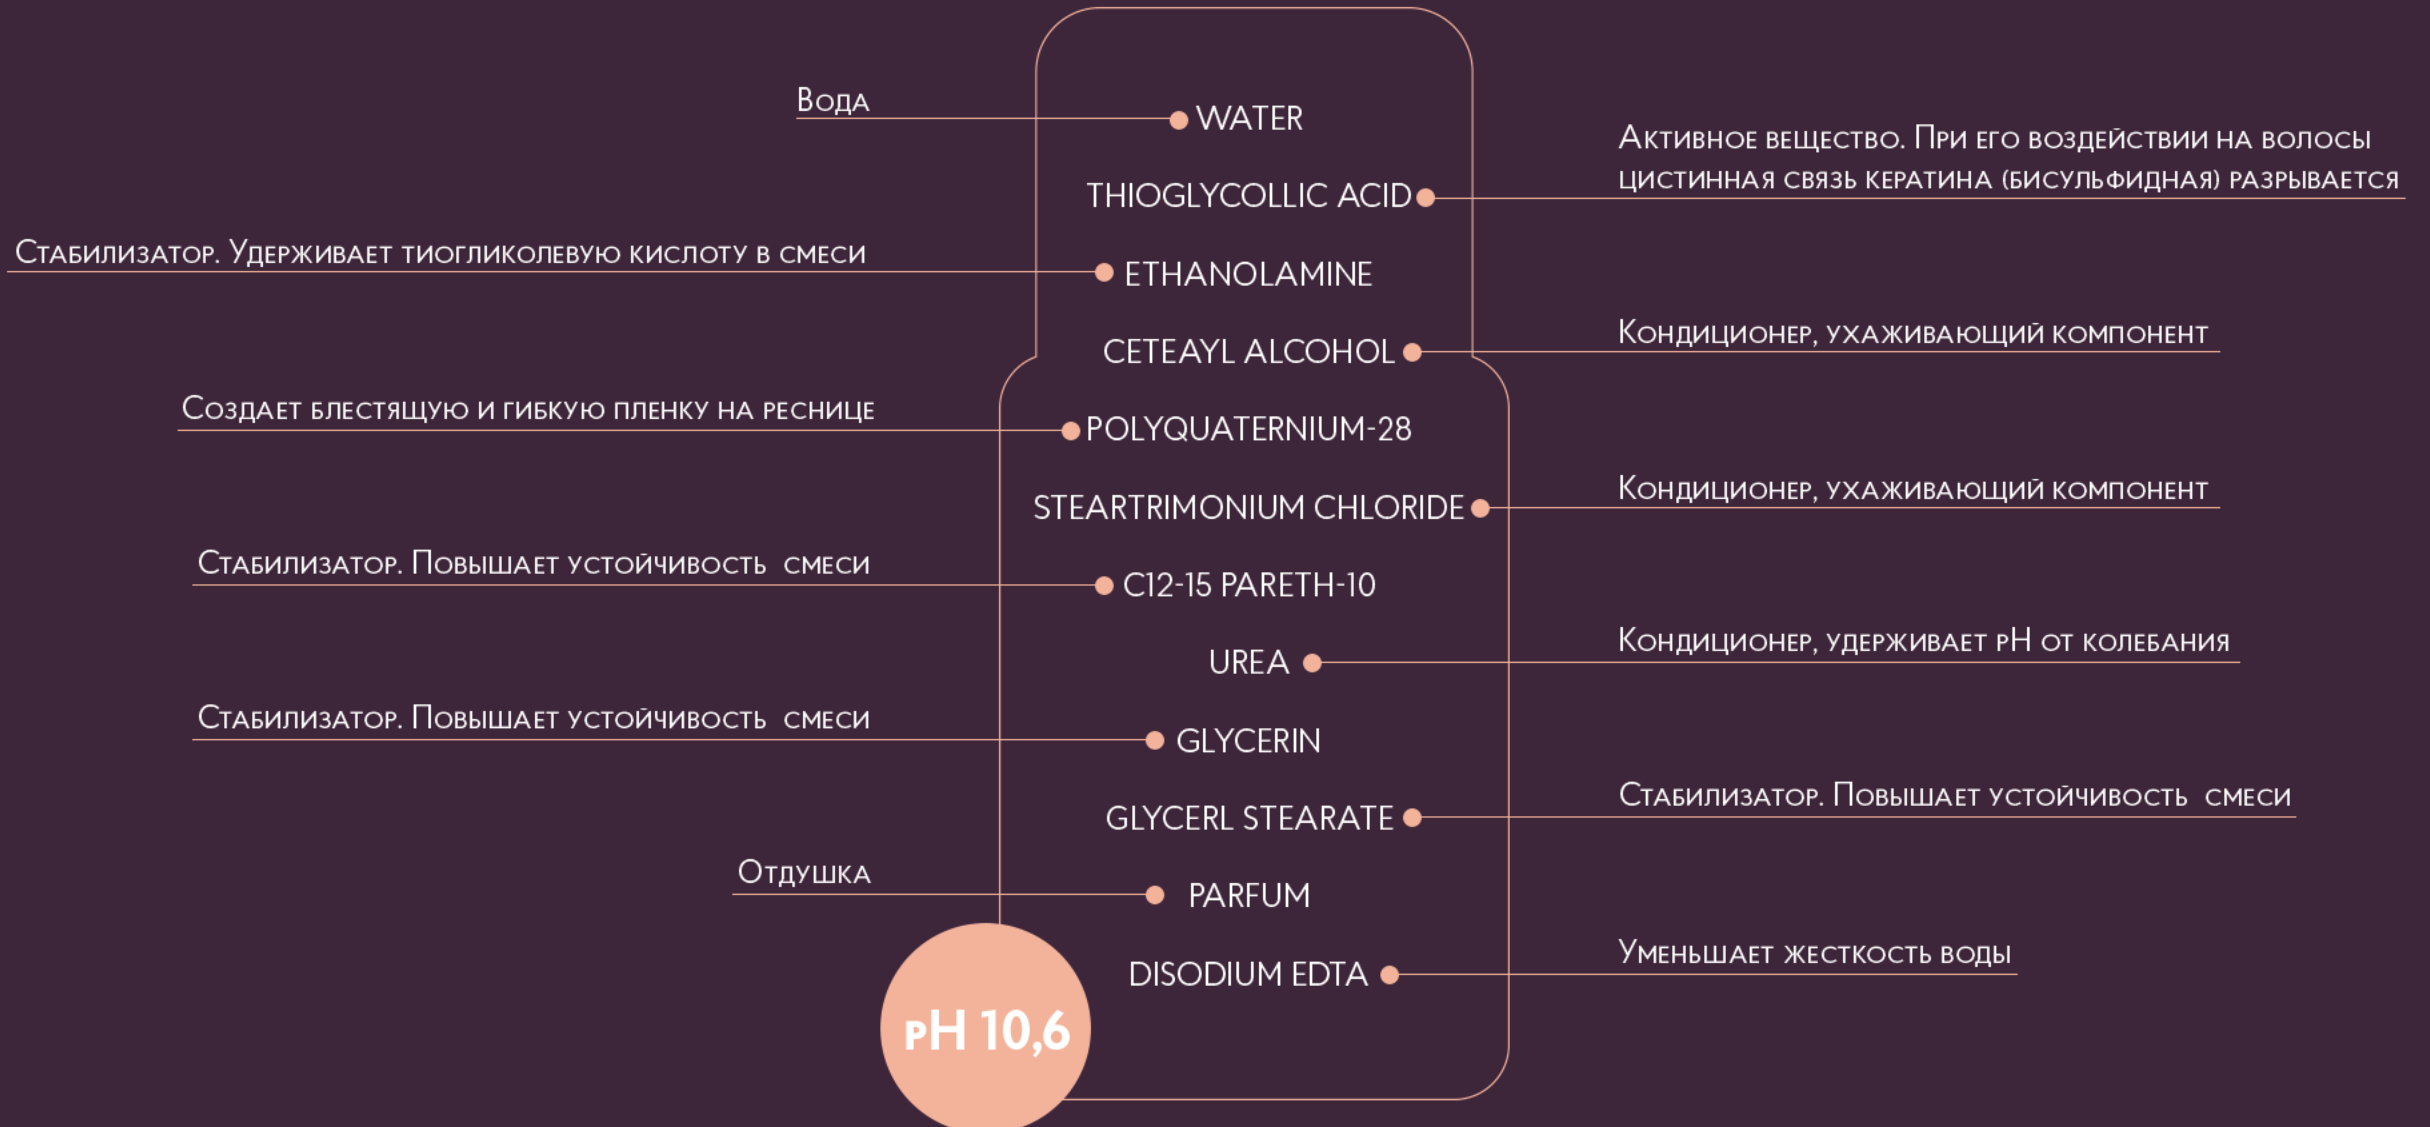 Вода
WATER
Активное вещество. При его воздействии на волосы
цистинная связь кератина (бисульфидная) разрывается
THIOGLYCOLLIC ACID
Стабилизатор. Удерживает тиогликолевую кислоту в смеси
ETHANOLAMINE
Кондиционер, ухаживающий компонент
CETEAYL ALCOHOL
Создает блестящую и гибкую пленку на реснице
POLYQUATERNIUM-28
Кондиционер, ухаживающий компонент
STEARTRIMONIUM CHLORIDE
Стабилизатор. Повышает устойчивость смеси
C12-15 PARETH-10
Кондиционер, удерживает pH от колебания
UREA
Стабилизатор. Повышает устойчивость смеси
GLYCERIN
Стабилизатор. Повышает устойчивость смеси
GLYCERL STEARATE
Отдушка
PARFUM
Уменьшает жесткость воды
DISODIUM EDTA
pH 10,6